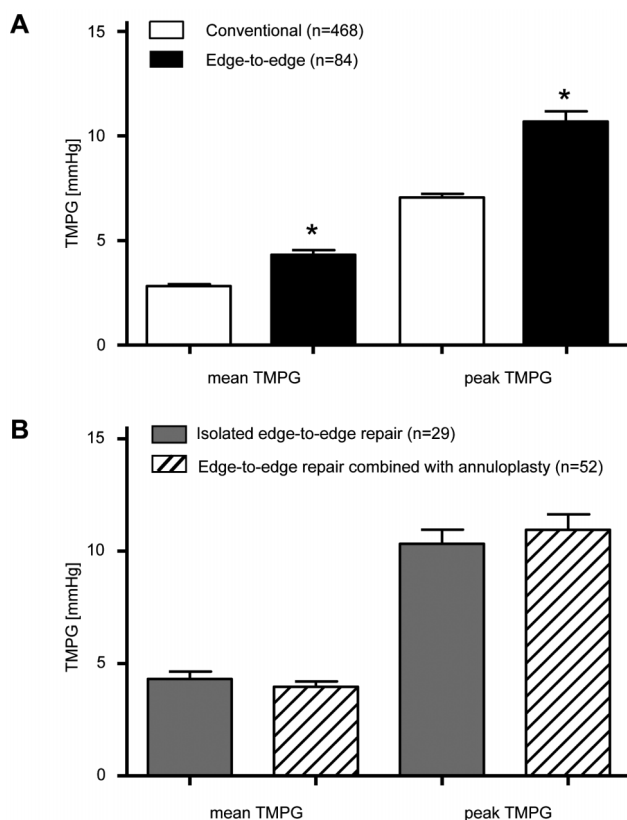 A
15
Conventional (n=468)
Edge-to-edge (n=84)
*
10
TMPG [mmHg]
*
5
0
mean TMPG peak TMPG
B
15
Isolated edge-to-edge repair (n=29)
Edge-to-edge repair combined with annuloplasty (n=52)
10
TMPG [mmHg]
5
0
mean TMPG peak TMPG